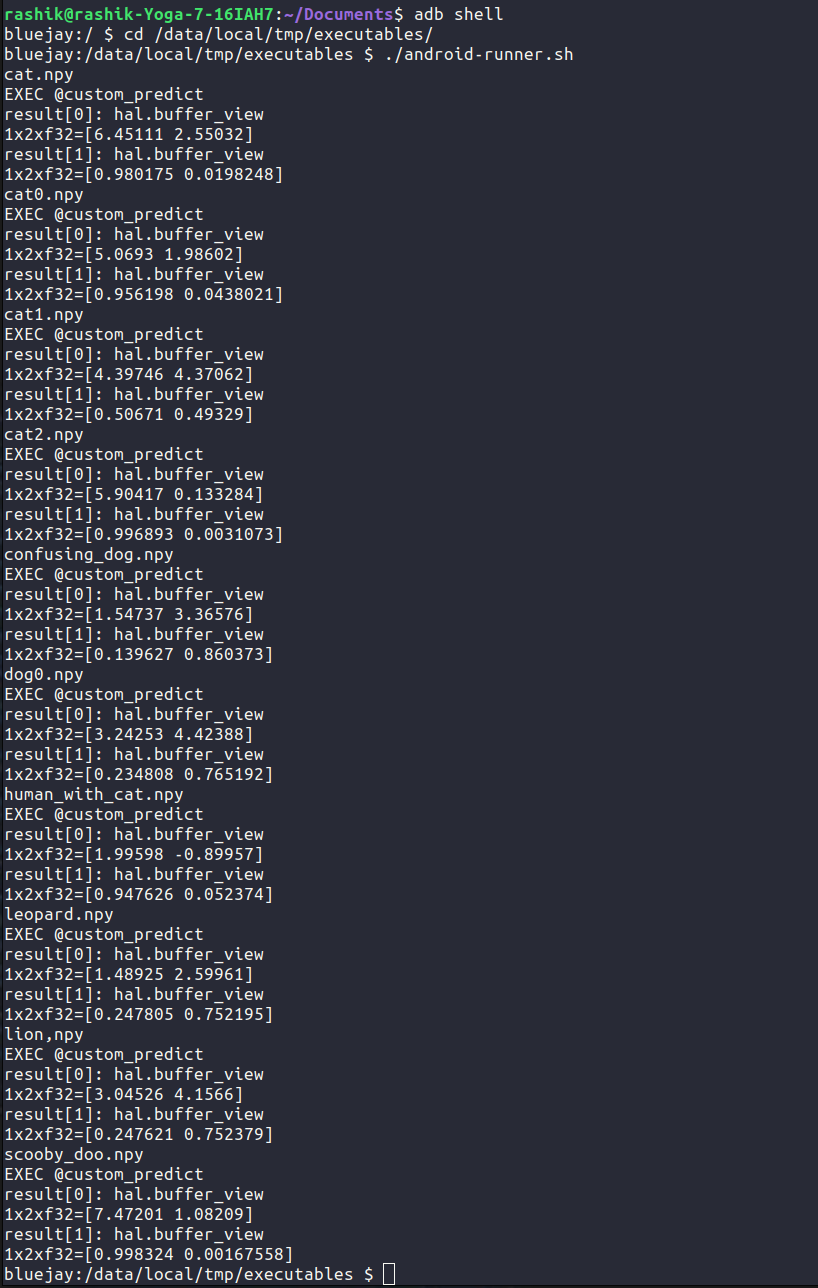 rashik@rashik-Yoga-7-16IAH7:~/Documents$ adb shell
bluejay:/ $ cd /data/local/tmp/executables/
bluejay:/data/local/tmp/executables $ ./android-runner.sh
cat.npy
EXEC @custom_predict
result[0]: hal.buffer_view
1x2xf32=[6.45111 2.55032]
result[1]: hal.buffer_view
1x2xf32=[0.980175 0.0198248]
cat0.npy
EXEC @custom_predict
result[0]: hal.buffer_view
1x2xf32=[5.0693 1.98602]
result[1]: hal.buffer_view
1x2xf32=[0.956198 0.0438021]
cat1.npy
EXEC @custom_predict
result[0]: hal.buffer_view
1x2xf32=[4.39746 4.37062]
result[1]: hal.buffer_view
1x2xf32=[0.50671 0.49329]
cat2.npy
EXEC @custom_predict
result[0]: hal.buffer_view
1x2xf32=[5.90417 0.133284]
result[1]: hal.buffer_view
1x2xf32=[0.996893 0.0031073]
confusing_dog.npy
EXEC @custom_predict
result[0]: hal.buffer_view
1x2xf32=[1.54737 3.36576]
result[1]: hal.buffer_view
1x2xf32=[0.139627 0.860373]
dog0.npy
EXEC @custom_predict
result[0]: hal.buffer_view
1x2xf32=[3.24253 4.42388]
result[1]: hal.buffer_view
1x2xf32=[0.234808 0.765192]
human_with_cat.npy
EXEC @custom_predict
result[0]: hal.buffer_view
1x2xf32=[1.99598 -0.89957]
result[1]: hal.buffer_view
1x2xf32=[0.947626 0.052374]
leopard.npy
EXEC @custom_predict
result[0]: hal.buffer_view
1x2xf32=[1.48925 2.59961]
result[1]: hal.buffer_view
1x2xf32=[0.247805 0.752195]
lion,npy
EXEC @custom_predict
result[0]: hal.buffer_view
1x2xf32=[3.04526 4.1566]
result[1]: hal.buffer_view
1x2xf32=[0.247621 0.752379]
scooby_doo.npy
EXEC @custom_predict
result[0]: hal.buffer_view
1x2xf32=[7.47201 1.08209]
result[1]: hal.buffer_view
1x2xf32=[0.998324 0.00167558]
bluejay:/data/local/tmp/executables $